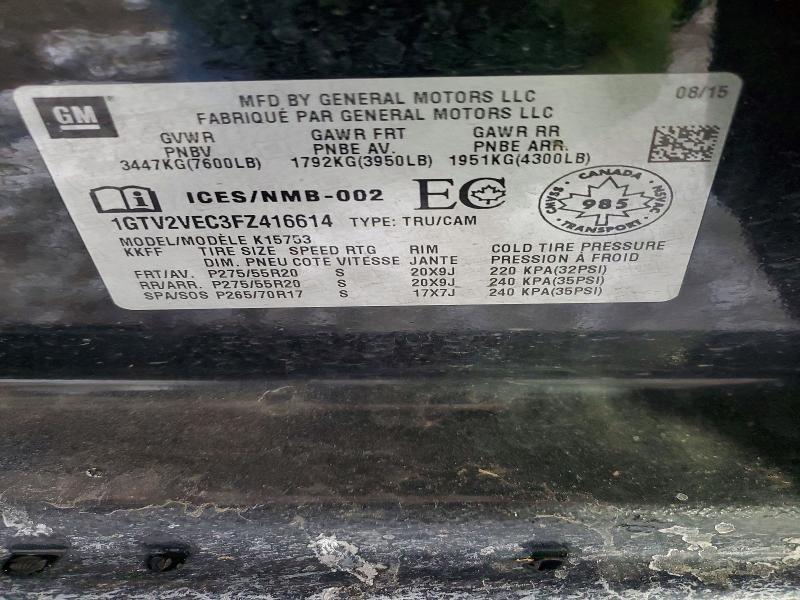 GM
MFD BY GENERAL MOTORS LLC
08/15
FABRIQUÉ PAR GENERAL MOTORS LLC
GVWR GAWR FRT GAWR RR
PNBV PNBE AV. PNBE ARR.
3447KG(7600LB) 1792KG(3950LB) 1951KG(4300LB)
i ICES/NMB-002 EC
CANADA
985
TRANSPORT
CMVSS NSVAC
1GTV2VEC3FZ416614 TYPE: TRU/CAM
MODEL/MODÈLE K15753
KKFF TIRE SIZE SPEED RTG RIM COLD TIRE PRESSURE
DIM. PNEU COTE VITESSE JANTE PRESSION À FROID
FRT/AV. P275/55R20 S 20X9J 220 KPA(32PSI)
RR/ARR. P275/55R20 S 20X9J 240 KPA(35PSI)
SPA/SOS P265/70R17 S 17X7J 240 KPA(35PSI)